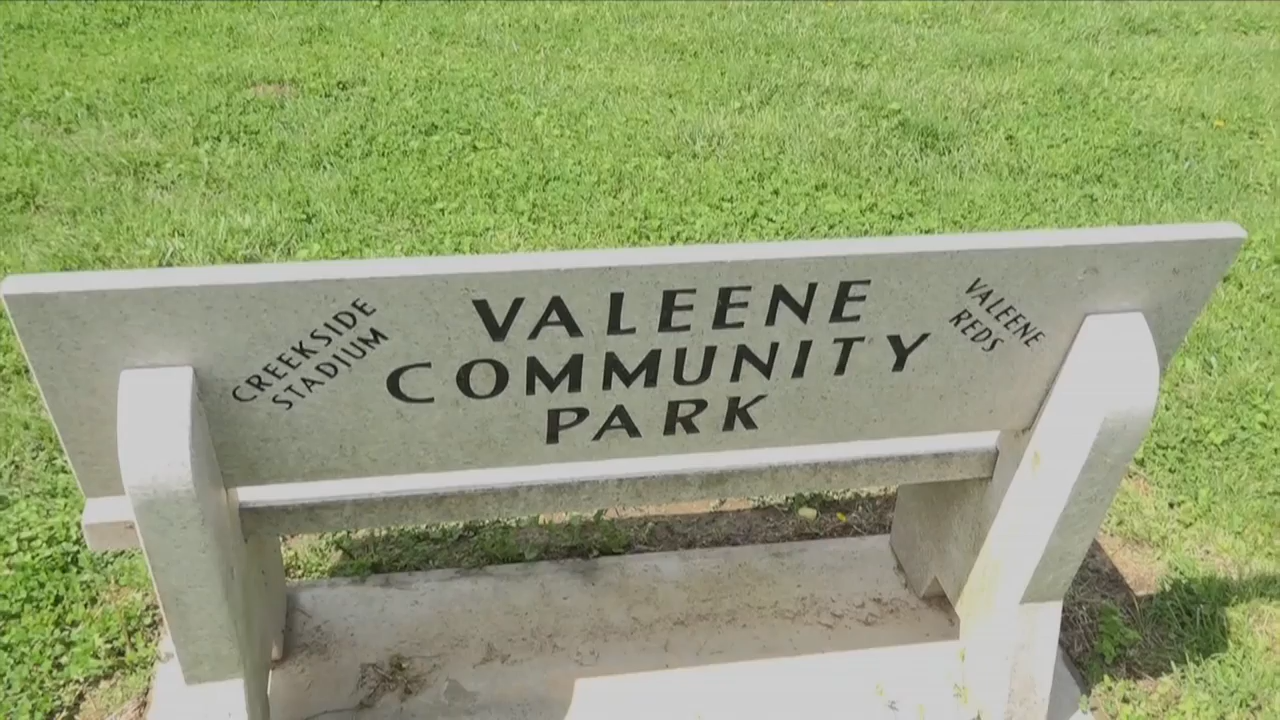 CREEKSIDE
STADIUM
VALEENE
COMMUNITY
PARK
VALEENE
REDS